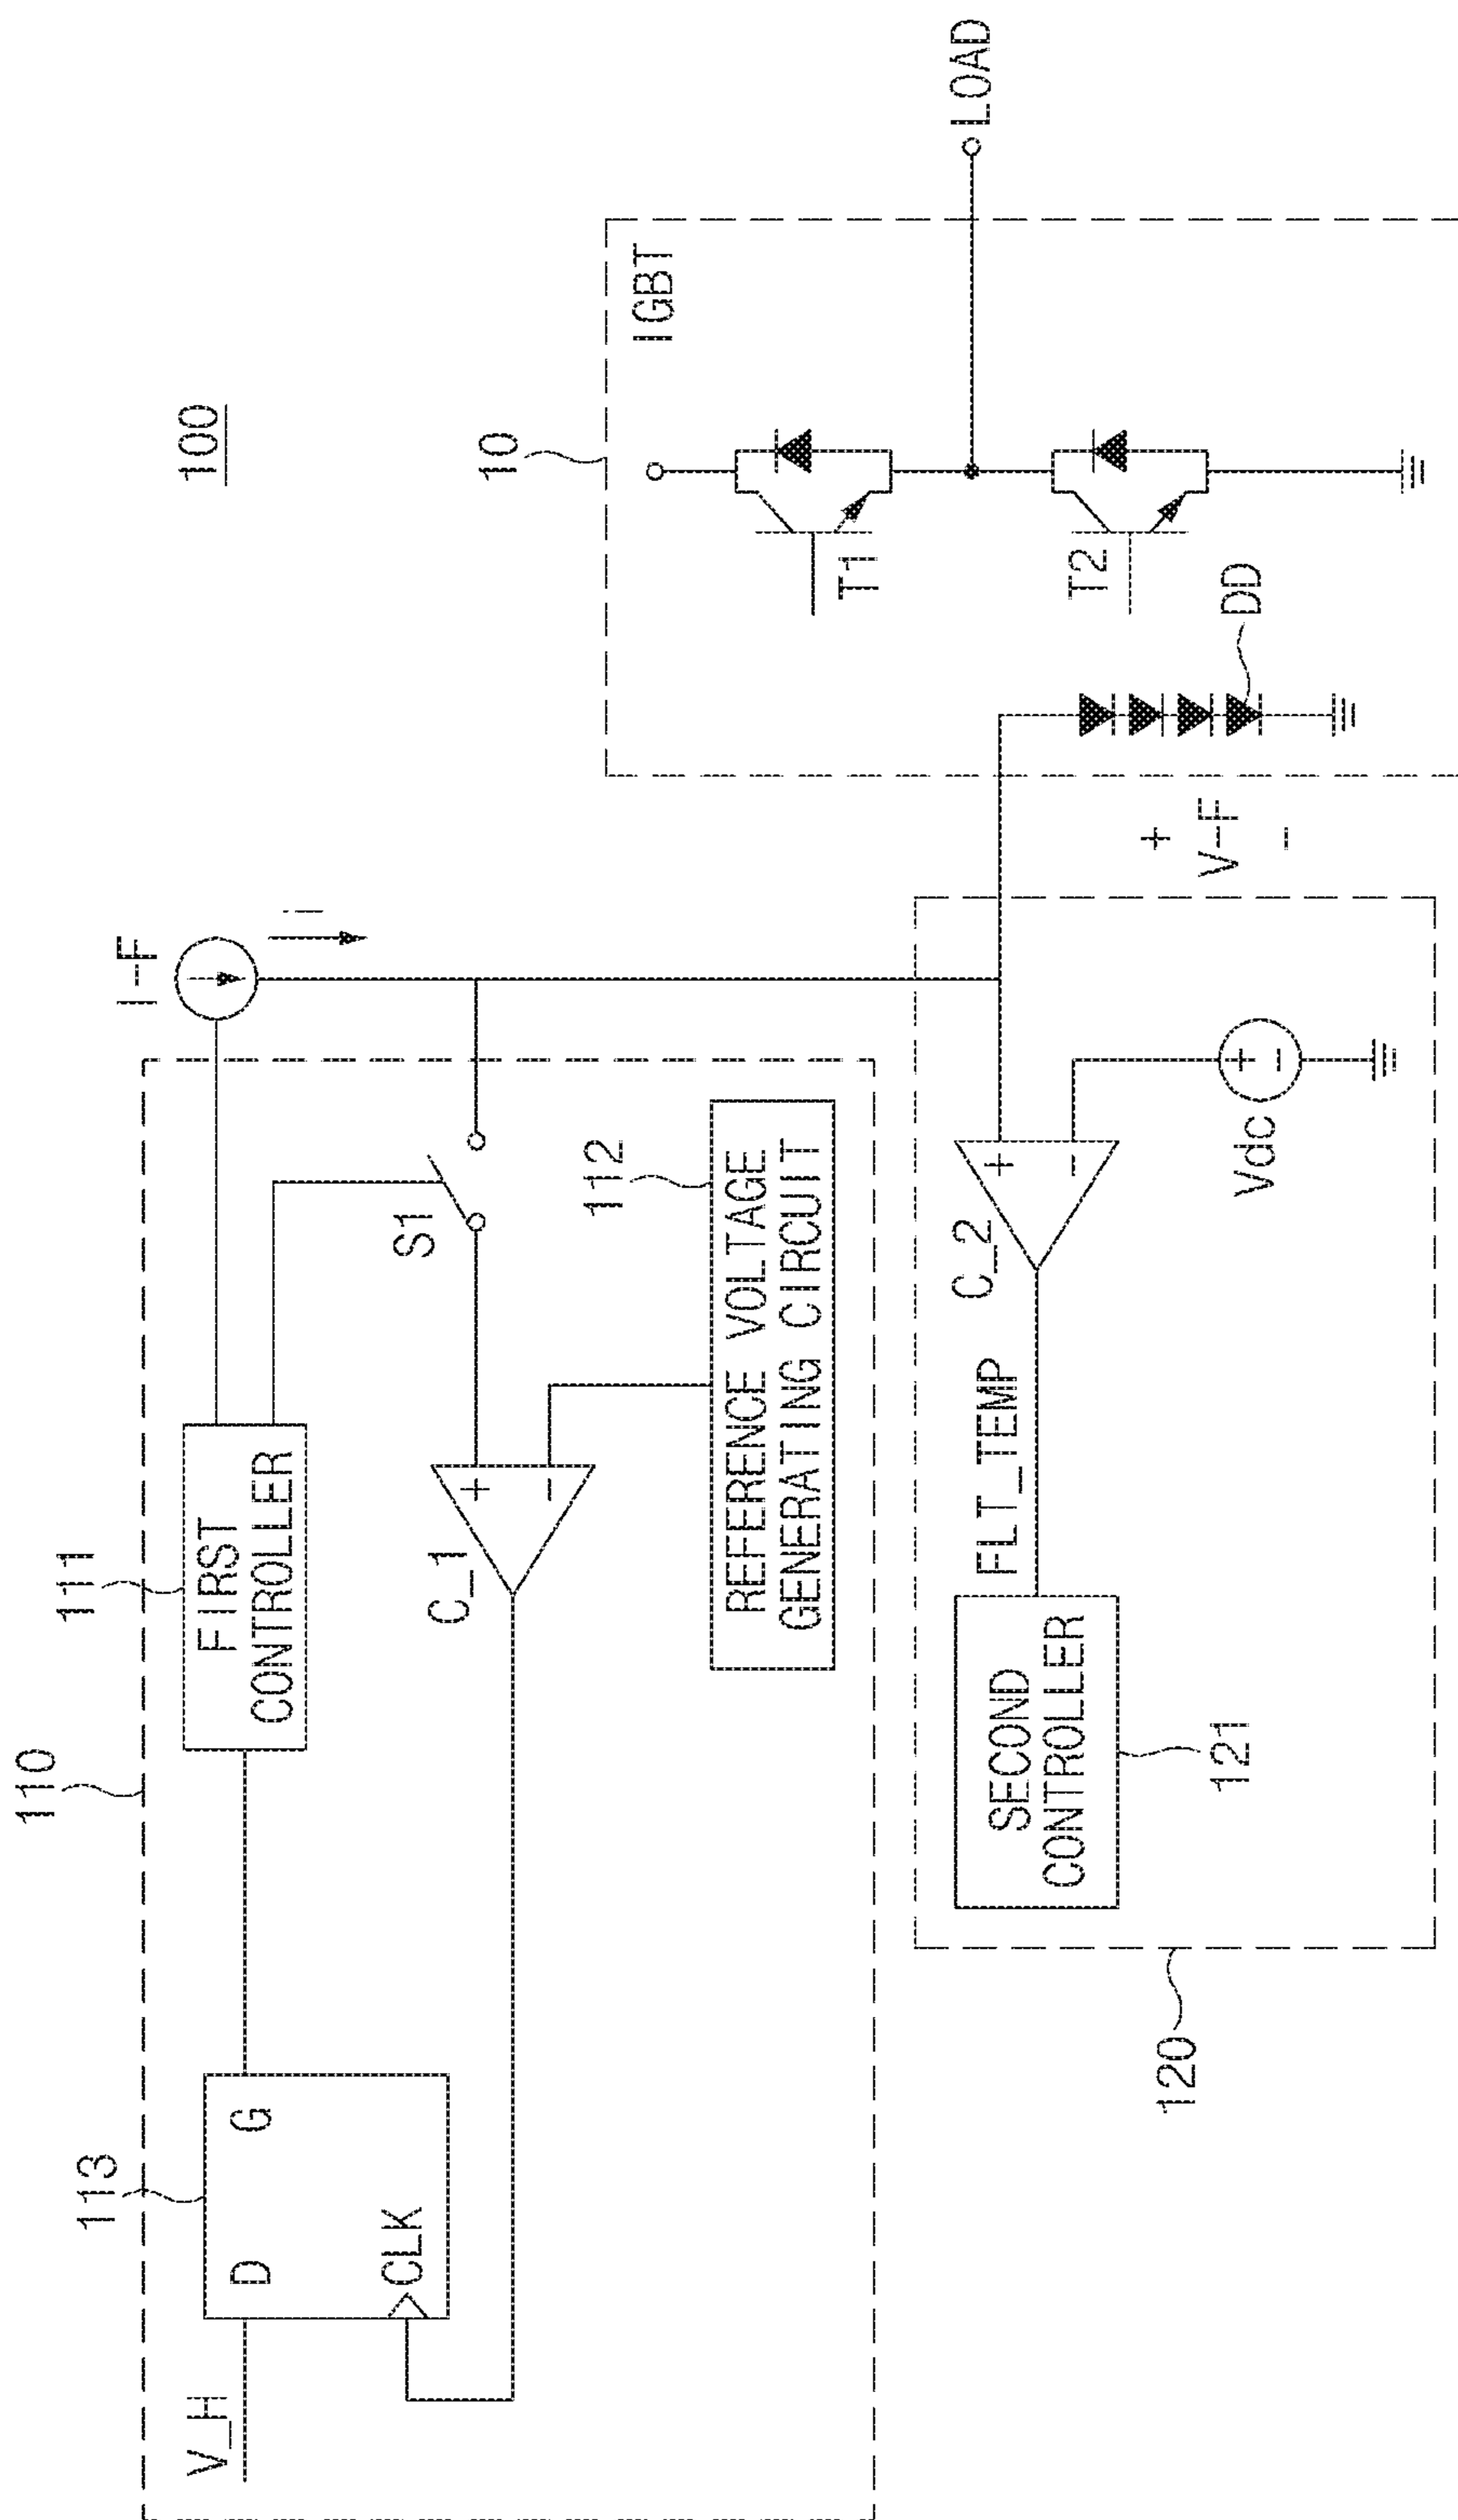 100
110
111
FIRST
CONTROLLER
113
D
G
CLK
V_H
I-F
S1
C_1
+
-
112
REFERENCE VOLTAGE
GENERATING CIRCUIT
10
IGBT
T1
T2
LOAD
DD
+
V-F
-
120
SECOND
CONTROLLER
121
FLT_TEMP
C_2
+
-
Vdc
+
-